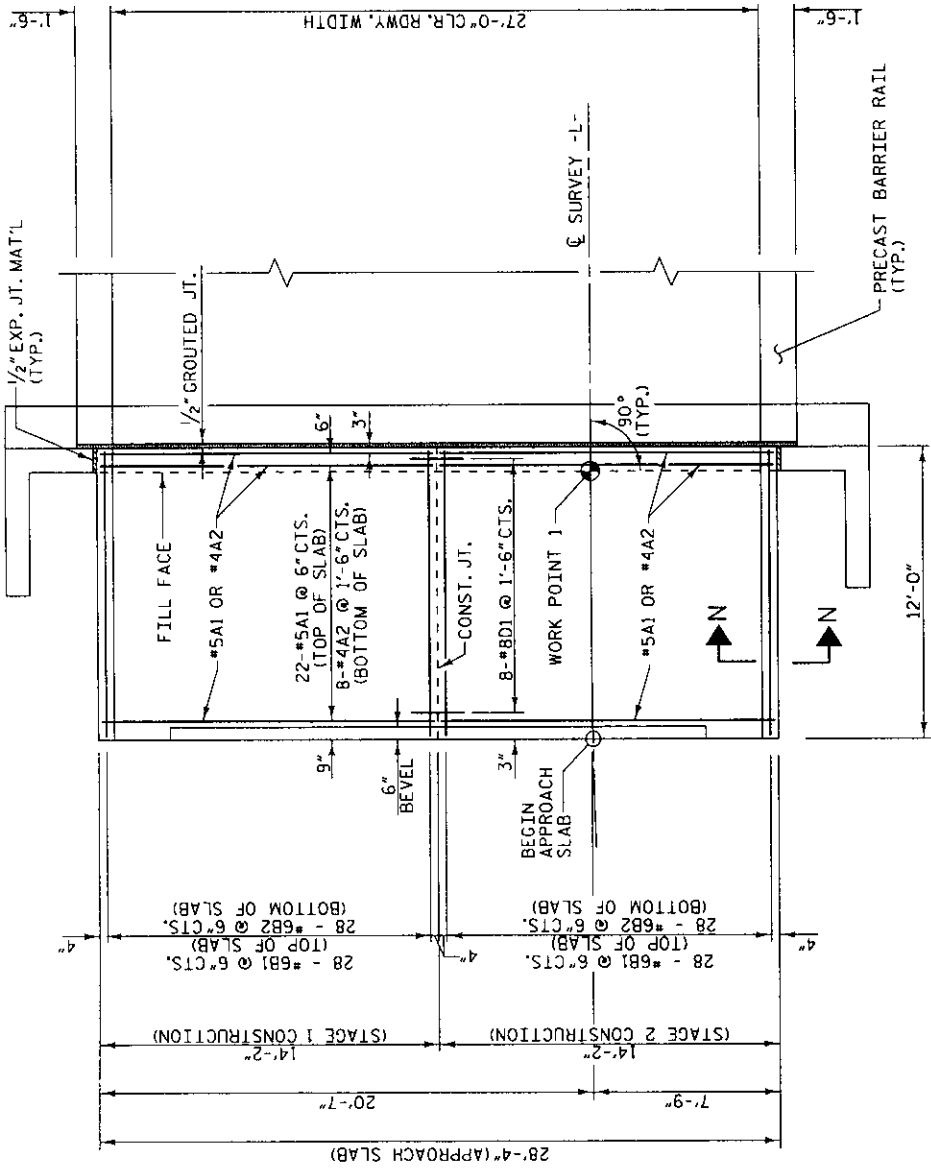 1'-6"
27'-0" CLR. RDWY. WIDTH
1'-6"
1/2" EXP. JT. MAT'L
(TYP.)
1/2" GROUTED JT.
℄ SURVEY -L-
PRECAST BARRIER RAIL
(TYP.)
6"
3"
90°
(TYP.)
FILL FACE
#5A1 OR #4A2
22-#5A1 @ 6" CTS.
(TOP OF SLAB)
8-#4A2 @ 1'-6" CTS.
(BOTTOM OF SLAB)
CONST. JT.
8-#8D1 @ 1'-6" CTS.
WORK POINT 1
#5A1 OR #4A2
N
N
12'-0"
9"
6"
BEVEL
3"
BEGIN
APPROACH
SLAB
4"
28 - #6B1 @ 6" CTS.
(TOP OF SLAB)
28 - #6B2 @ 6" CTS.
(BOTTOM OF SLAB)
4"
28 - #6B1 @ 6" CTS.
(TOP OF SLAB)
28 - #6B2 @ 6" CTS.
(BOTTOM OF SLAB)
4"
14'-2"
(STAGE 1 CONSTRUCTION)
14'-2"
(STAGE 2 CONSTRUCTION)
20'-7"
7'-9"
28'-4" (APPROACH SLAB)